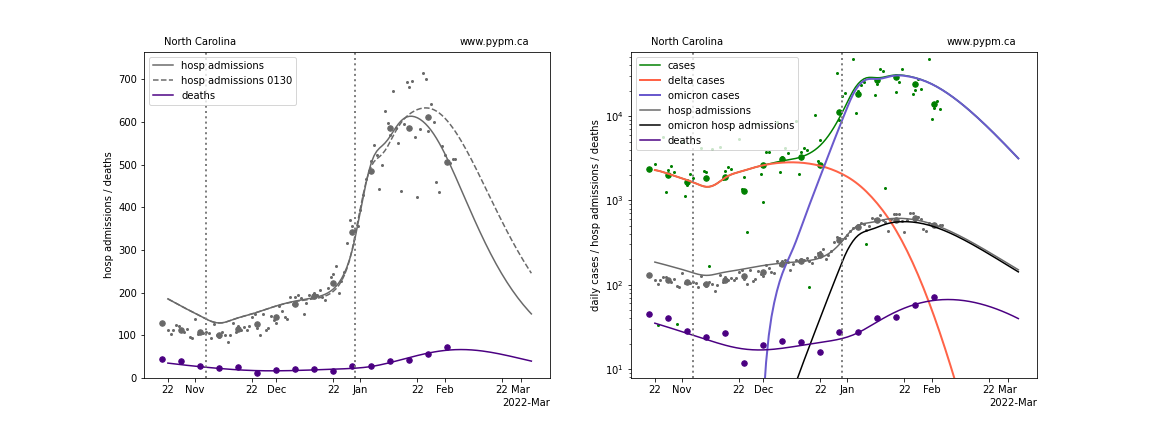 North Carolina www.pypm.ca
hosp admissions
hosp admissions 0130
deaths
hosp admissions / deaths
700
600
500
400
300
200
100
0
22 Nov 22 Dec 22 Jan 22 Feb 22 Mar
2022-Mar
North Carolina www.pypm.ca
cases
delta cases
omicron cases
hosp admissions
omicron hosp admissions
deaths
daily cases / hosp admissions / deaths
10⁴
10³
10²
10¹
22 Nov 22 Dec 22 Jan 22 Feb 22 Mar
2022-Mar